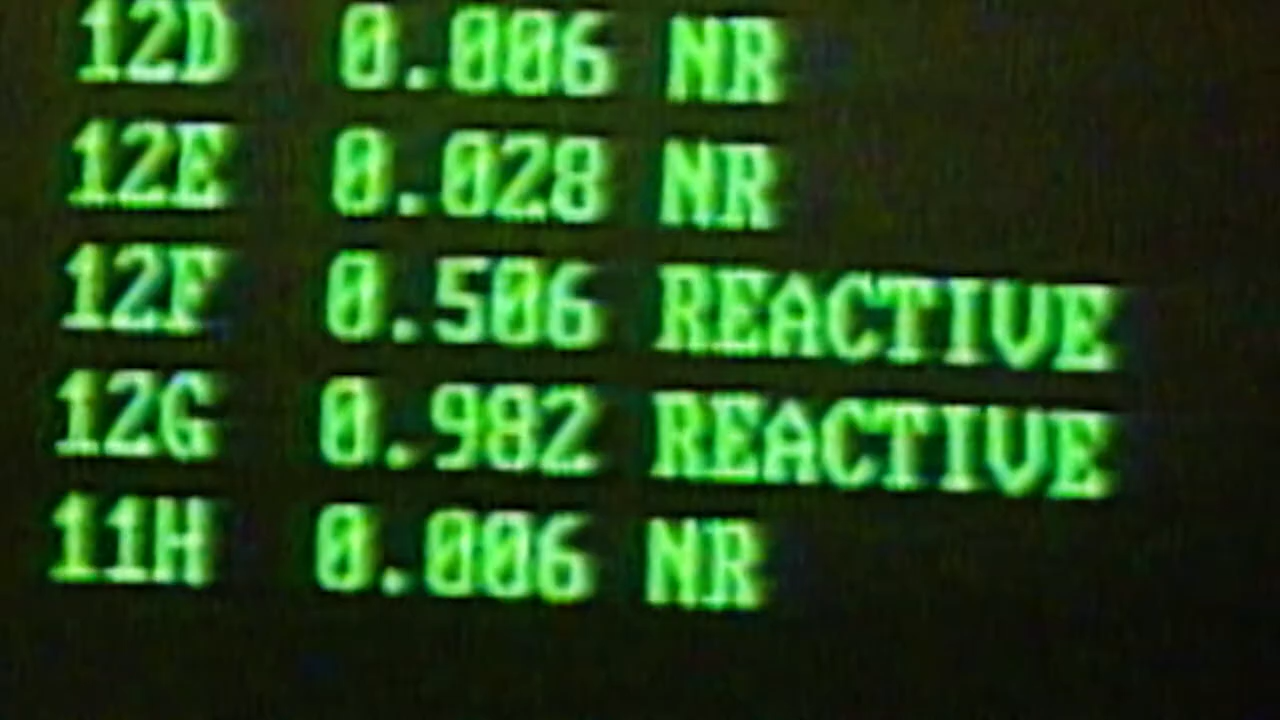 12D 0.006 NR
12E 0.028 NR
12F 0.506 REACTIVE
12G 0.982 REACTIVE
11H 0.006 NR